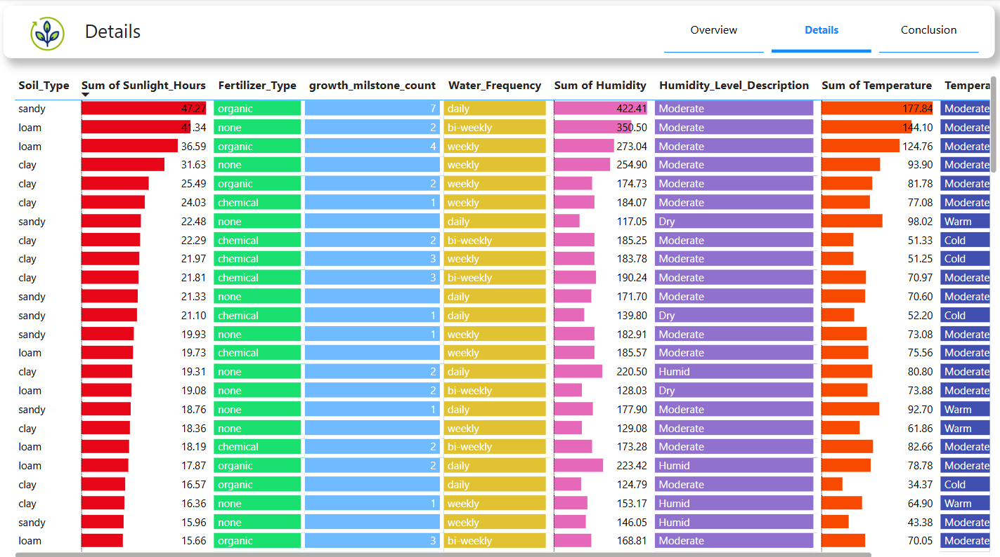 Details
Overview Details Conclusion
Soil_Type Sum of Sunlight_Hours Fertilizer_Type growth_milstone_count Water_Frequency Sum of Humidity Humidity_Level_Description Sum of Temperature Tempera
sandy 47.27 organic 7 daily 422.41 Moderate 177.84 Moderate
loam 41.34 none 2 bi-weekly 350.50 Moderate 144.10 Moderate
loam 36.59 organic 4 weekly 273.04 Moderate 124.76 Moderate
clay 31.63 none weekly 254.90 Moderate 93.90 Moderate
clay 25.49 organic 2 weekly 174.73 Moderate 81.78 Moderate
clay 24.03 chemical 1 weekly 184.07 Moderate 77.08 Moderate
sandy 22.48 none daily 117.05 Dry 98.02 Warm
clay 22.29 chemical 2 bi-weekly 185.25 Moderate 51.33 Cold
clay 21.97 chemical 3 weekly 183.78 Moderate 51.25 Cold
clay 21.81 chemical 3 bi-weekly 190.24 Moderate 70.97 Moderate
sandy 21.33 none daily 171.70 Moderate 70.60 Moderate
sandy 21.10 chemical 1 daily 139.80 Dry 52.20 Cold
sandy 19.93 none 1 weekly 182.91 Moderate 73.08 Moderate
loam 19.73 chemical weekly 185.57 Moderate 75.56 Moderate
clay 19.31 none 2 daily 220.50 Humid 80.80 Moderate
loam 19.08 none 2 bi-weekly 128.03 Dry 73.88 Moderate
sandy 18.76 none 1 daily 177.90 Moderate 92.70 Warm
clay 18.36 none weekly 129.08 Moderate 61.86 Warm
loam 18.19 chemical 2 bi-weekly 173.28 Moderate 82.66 Moderate
loam 17.87 organic 2 daily 223.42 Humid 78.78 Moderate
clay 16.57 organic daily 124.79 Moderate 34.37 Cold
clay 16.36 none 1 weekly 153.17 Humid 64.90 Warm
sandy 15.96 none weekly 146.05 Humid 43.38 Moderate
loam 15.66 organic 3 bi-weekly 168.81 Moderate 70.05 Moderate